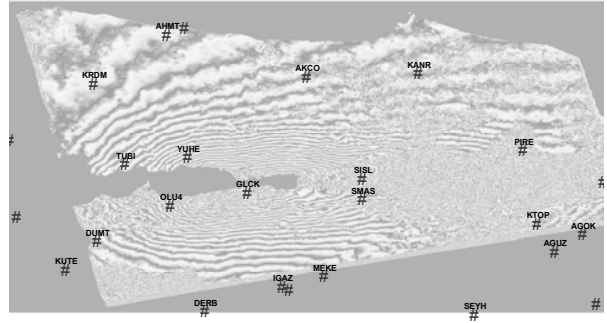 AHMT
#
#
KRDM
#
AKCO
#
KANR
#
#
TUBI
#
YUHE
#
PIRE
#
SISL
#
#
GLCK
#
SMAS
#
OLU4
#
#
KTOP
#
AGOK
#
DUMT
#
AGUZ
#
KUTE
#
MEKE
#
IGAZ
##
DERB
#
SEYH
#
#